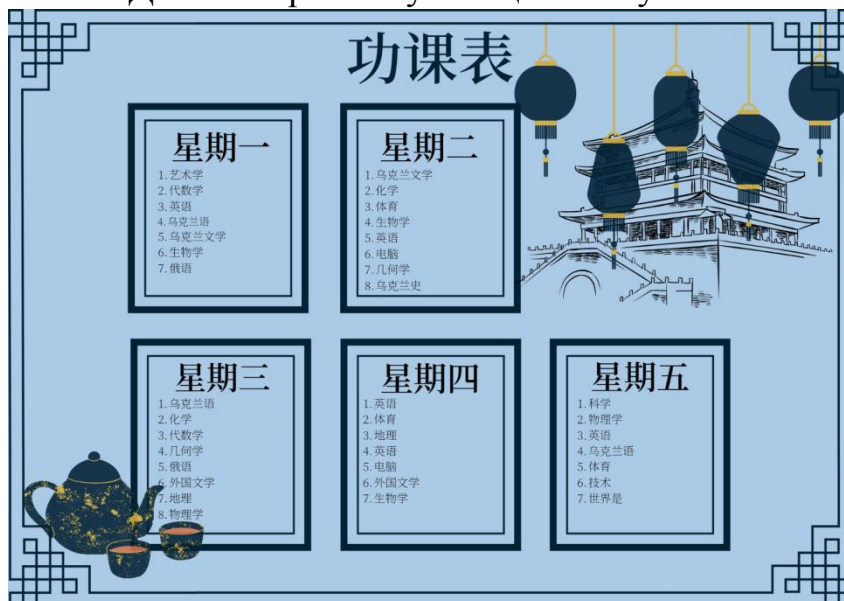 功课表
星期一
1. 艺术学
2. 代数学
3. 英语
4. 乌克兰语
5. 乌克兰文学
6. 生物学
7. 俄语
星期二
1. 乌克兰文学
2. 化学
3. 体育
4. 生物学
5. 英语
6. 电脑
7. 几何学
8. 乌克兰史
星期三
1. 乌克兰语
2. 化学
3. 代数学
4. 几何学
5. 俄语
6. 外国文学
7. 地理
8. 物理学
星期四
1. 英语
2. 体育
3. 地理
4. 英语
5. 电脑
6. 外国文学
7. 生物学
星期五
1. 科学
2. 物理学
3. 英语
4. 乌克兰语
5. 体育
6. 技术
7. 世界是